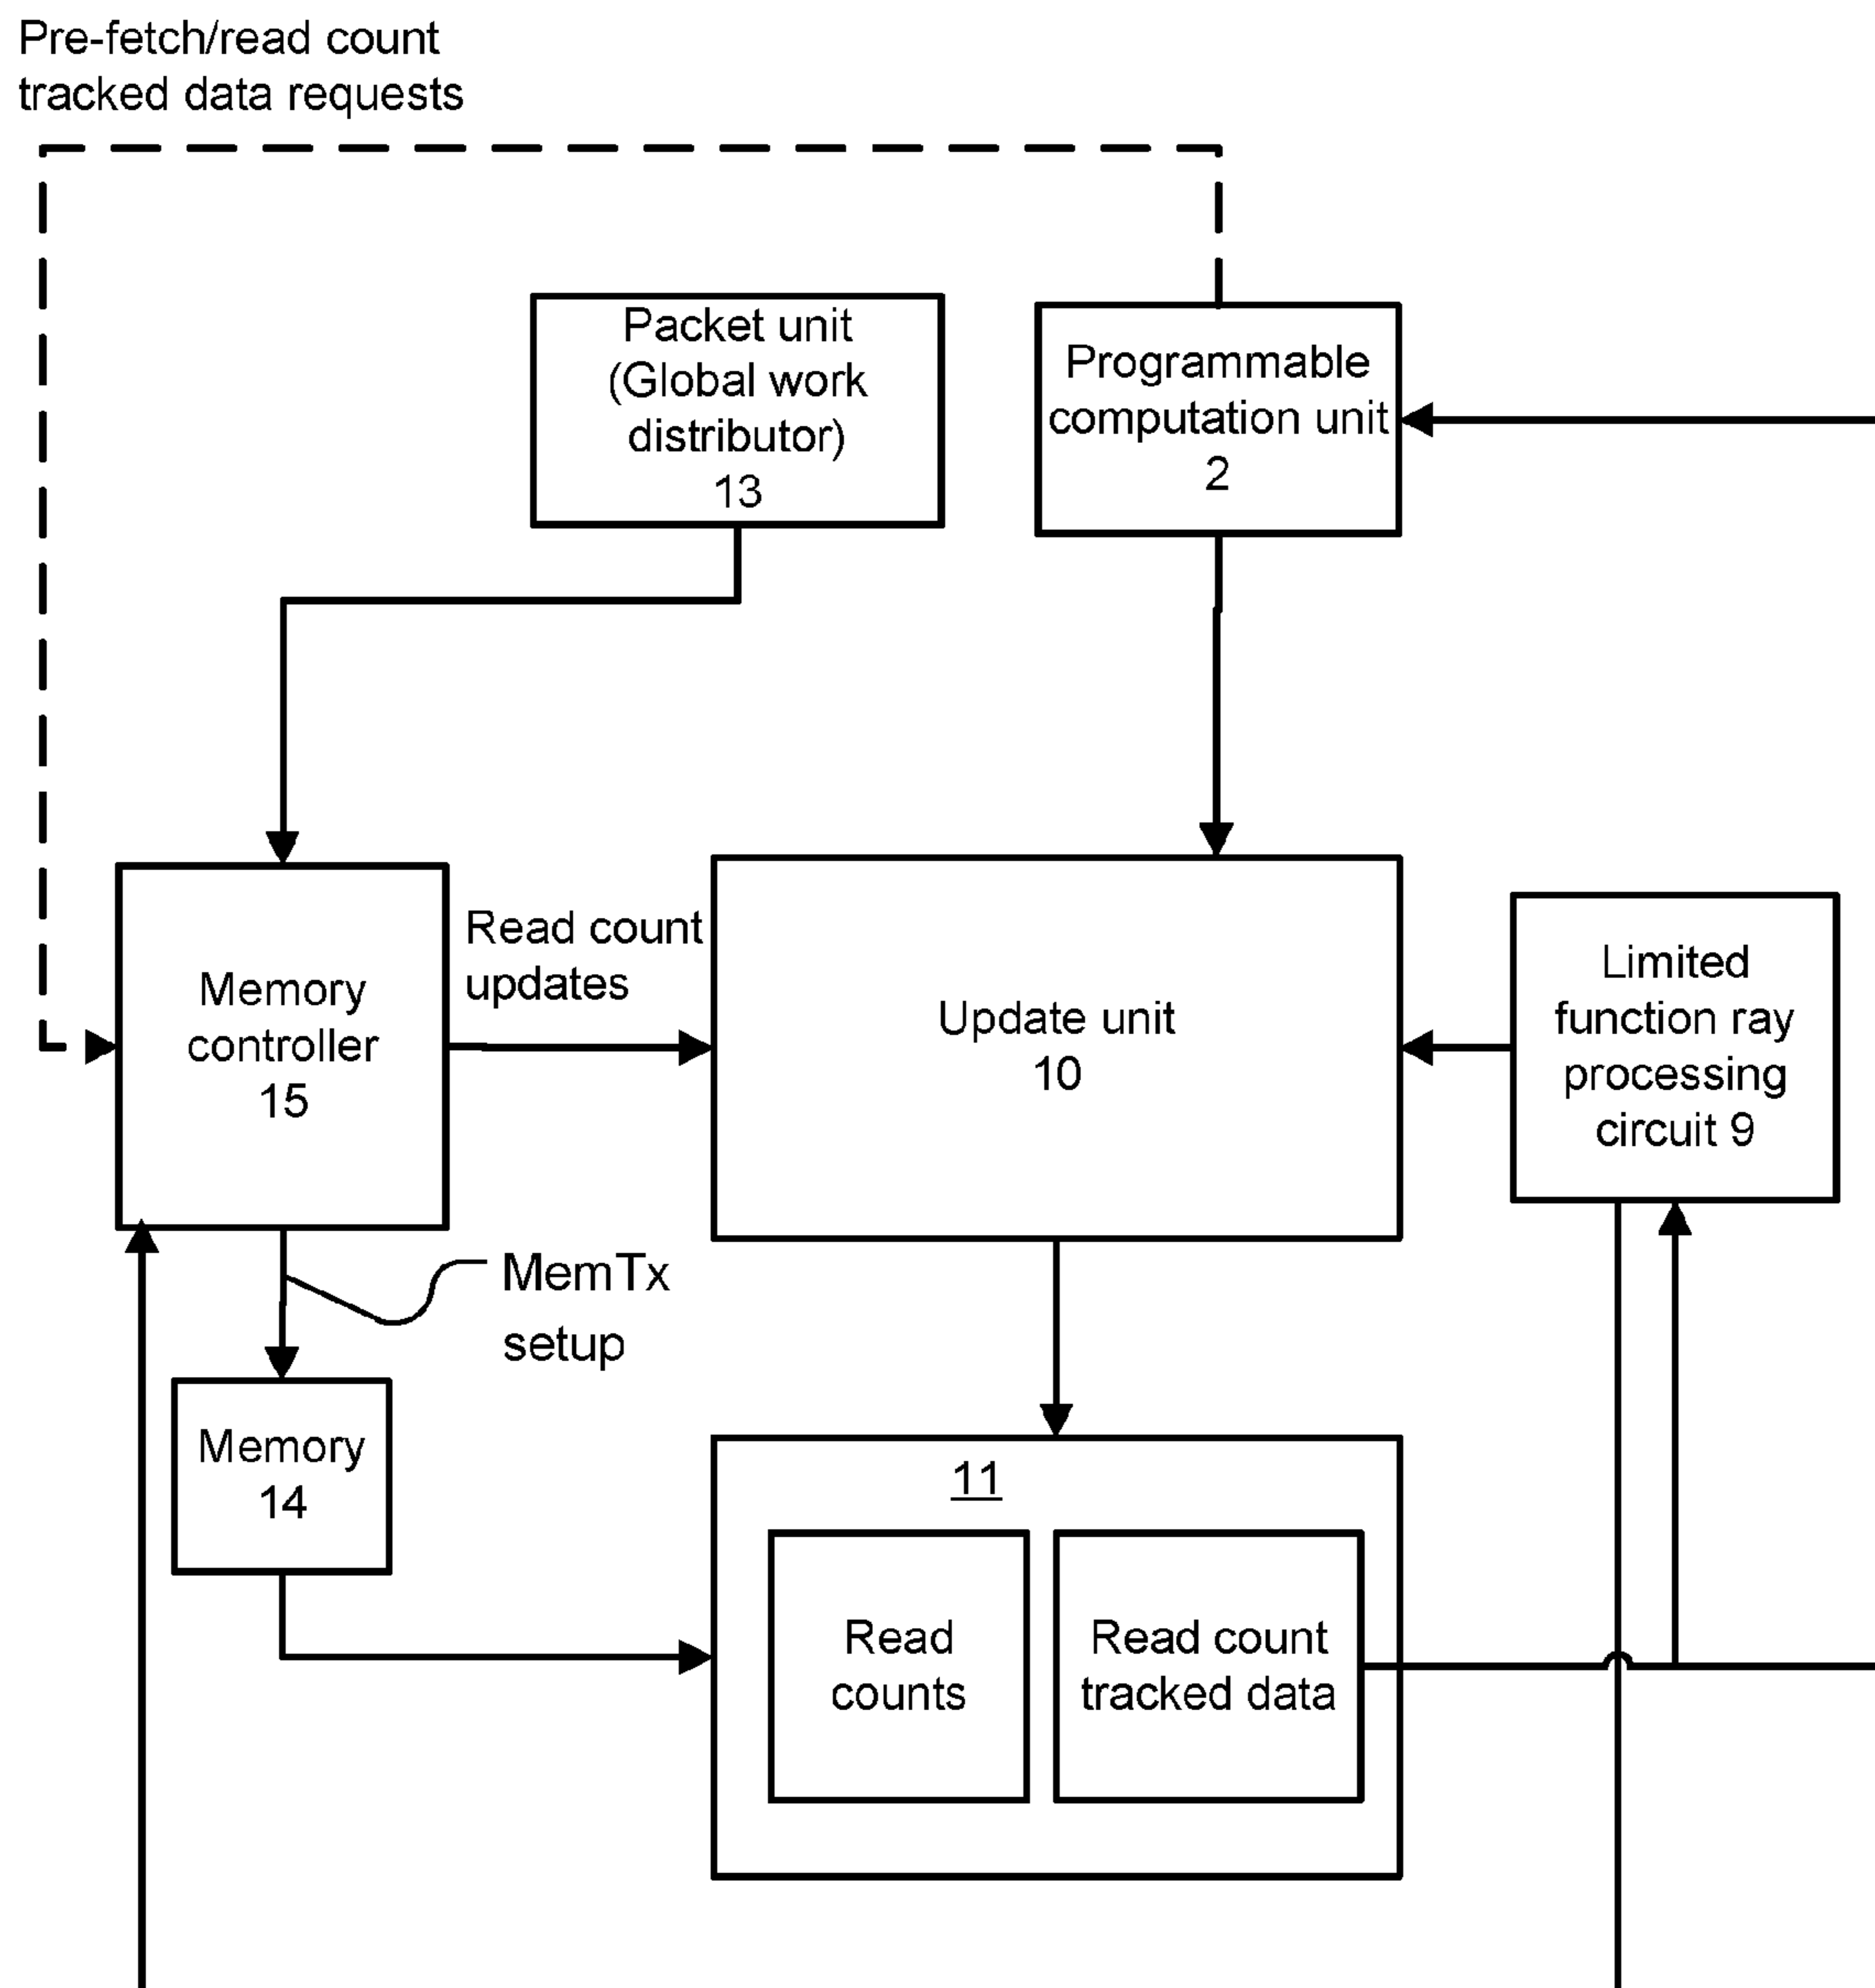 Pre-fetch/read count
tracked data requests
Packet unit
(Global work
distributor)
13
Programmable
computation unit
2
Memory
controller
15
Read count
updates
Update unit
10
Limited
function ray
processing
circuit 9
MemTx
setup
Memory
14
11
Read
counts
Read count
tracked data